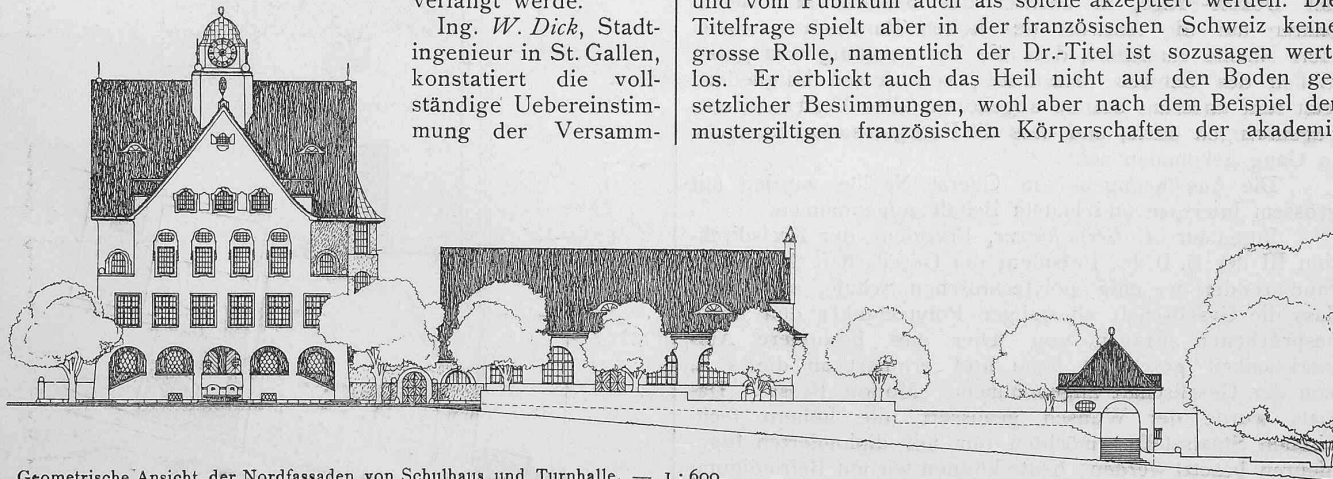 verlangt werde.
Ing. W. Dick, Stadt-
ingenieur in St. Gallen,
konstatiert die voll-
ständige Uebereinstim-
mung der Versamm-
und vom Publikum auch als solche akzeptiert werden. Die
Titelfrage spielt aber in der französischen Schweiz keine
grosse Rolle, namentlich der Dr.-Titel ist sozusagen wert
los. Er erblickt auch das Heil nicht auf den Boden ge
setzlicher Bestimmungen, wohl aber nach dem Beispiel der
mustergiltigen französischen Körperschaften der akademi
Geometrische Ansicht der Nordfassaden von Schulhaus und Turnhalle. — 1:600.